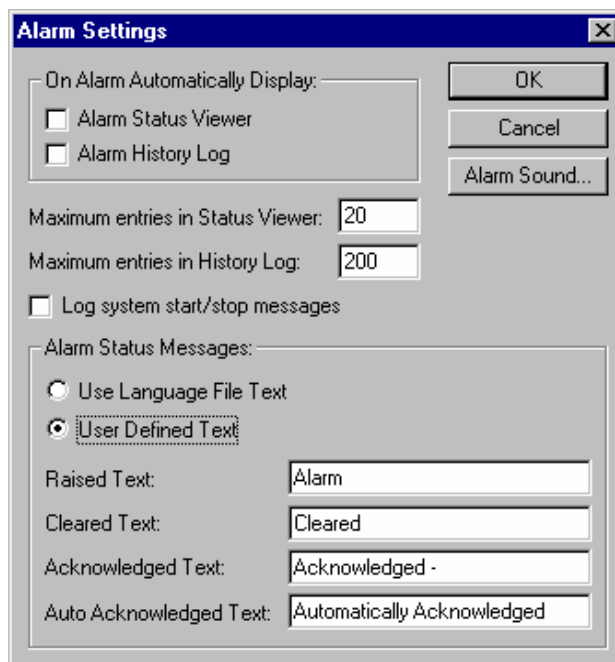 Alarm Settings
On Alarm Automatically Display:
Alarm Status Viewer
Alarm History Log
OK
Cancel
Alarm Sound...
Maximum entries in Status Viewer: 20
Maximum entries in History Log: 200
Log system start/stop messages
Alarm Status Messages:
Use Language File Text
User Defined Text
Raised Text: Alarm
Cleared Text: Cleared
Acknowledged Text: Acknowledged -
Auto Acknowledged Text: Automatically Acknowledged